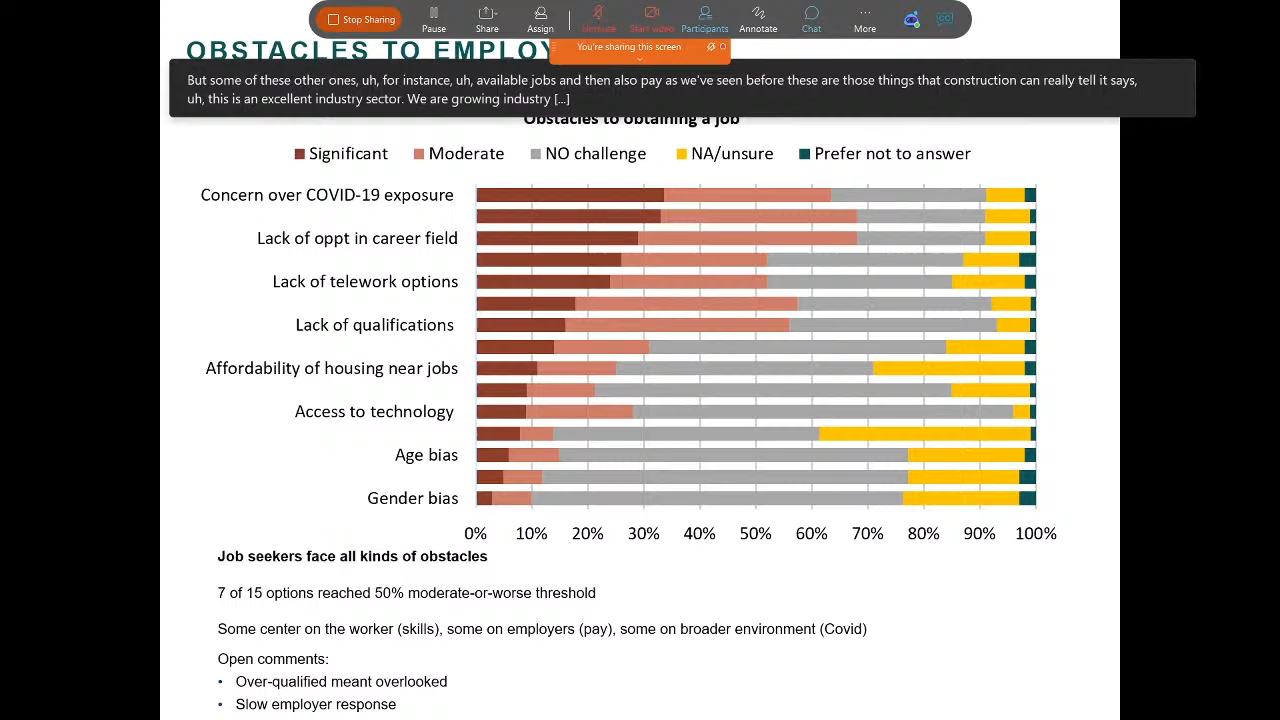 Stop Sharing
Pause
Share
Assign
Unmute
Start video
Participants
Annotate
Chat
More
CC
You're sharing this screen
OBSTACLES TO EMPLOY
But some of these other ones, uh, for instance, uh, available jobs and then also pay as we've seen before these are those things that construction can really tell it says,
uh, this is an excellent industry sector. We are growing industry [...]
Obstacles to obtaining a job
Significant Moderate NO challenge NA/unsure Prefer not to answer
Concern over COVID-19 exposure
Lack of oppt in career field
Lack of telework options
Lack of qualifications
Affordability of housing near jobs
Access to technology
Age bias
Gender bias
0% 10% 20% 30% 40% 50% 60% 70% 80% 90% 100%
Job seekers face all kinds of obstacles
7 of 15 options reached 50% moderate-or-worse threshold
Some center on the worker (skills), some on employers (pay), some on broader environment (Covid)
Open comments:
• Over-qualified meant overlooked
• Slow employer response